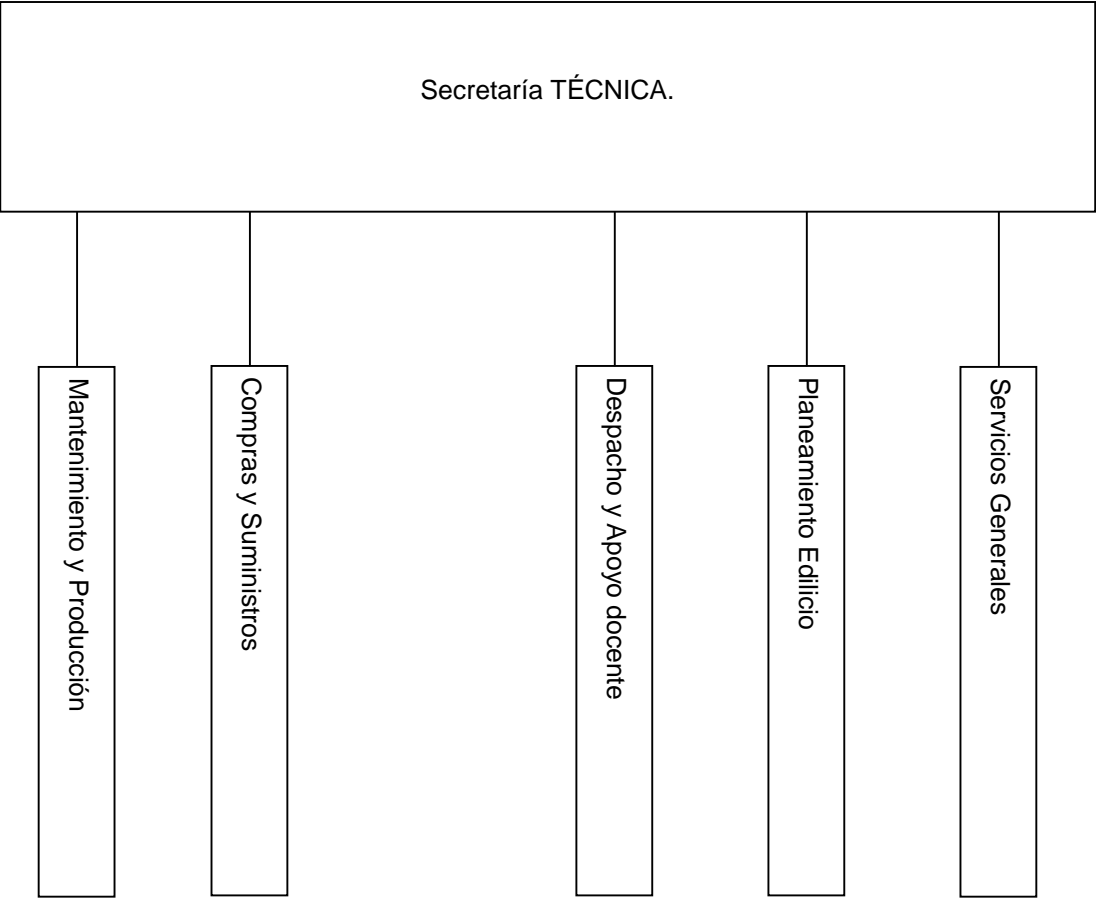 Secretaría TÉCNICA.
Mantenimiento y Producción
Compras y Suministros
Despacho y Apoyo docente
Planeamiento Edilicio
Servicios Generales